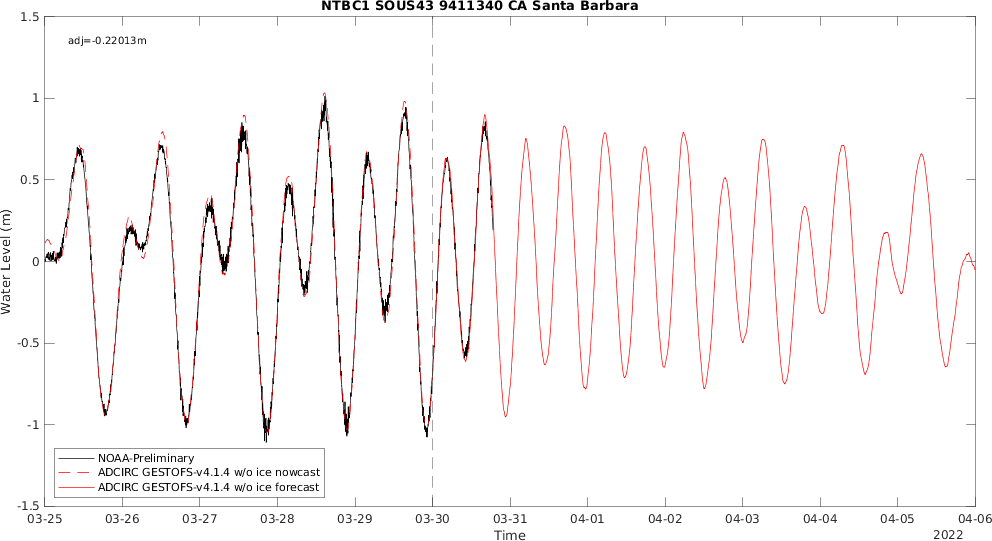 NTBC1 SOUS43 9411340 CA Santa Barbara
1.5
adj=-0.22013m
1
0.5
Water Level (m)
0
-0.5
-1
NOAA-Preliminary
ADCIRC GESTOFS-v4.1.4 w/o ice nowcast
ADCIRC GESTOFS-v4.1.4 w/o ice forecast
-1.5
03-25 03-26 03-27 03-28 03-29 03-30 03-31 04-01 04-02 04-03 04-04 04-05 04-06
Time
2022